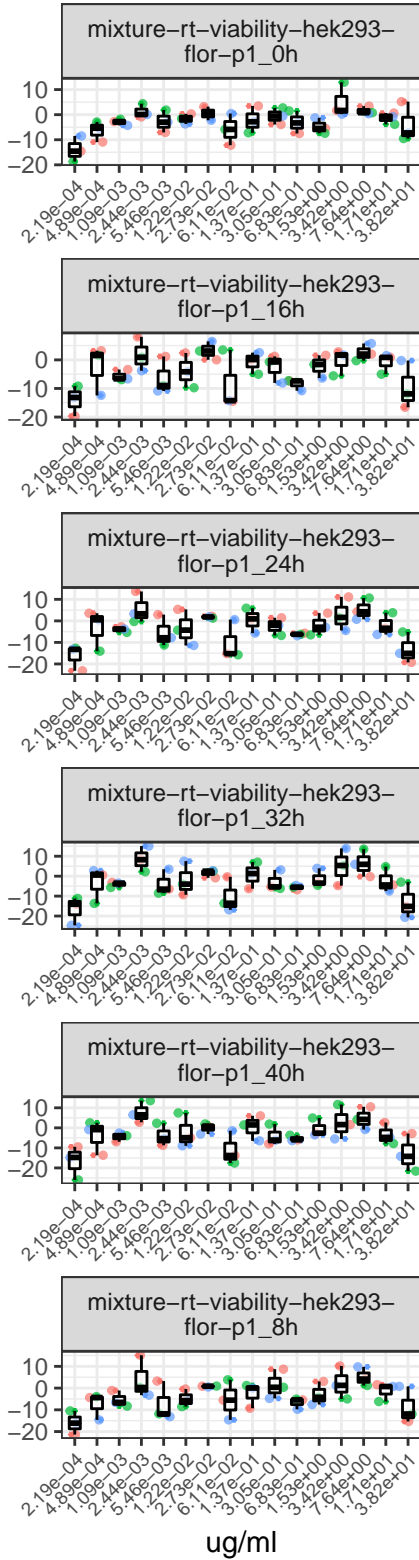 mixture−rt−viability−hek293−
flor−p1_0h
10
0
−10
−20
2.19e−04
4.89e−04
1.09e−03
2.44e−03
5.46e−03
1.22e−02
2.73e−02
6.11e−02
1.37e−01
3.05e−01
6.83e−01
1.53e+00
3.42e+00
7.64e+00
1.71e+01
3.82e+01
mixture−rt−viability−hek293−
flor−p1_16h
0
−10
−20
2.19e−04
4.89e−04
1.09e−03
2.44e−03
5.46e−03
1.22e−02
2.73e−02
6.11e−02
1.37e−01
3.05e−01
6.83e−01
1.53e+00
3.42e+00
7.64e+00
1.71e+01
3.82e+01
mixture−rt−viability−hek293−
flor−p1_24h
10
0
−10
−20
2.19e−04
4.89e−04
1.09e−03
2.44e−03
5.46e−03
1.22e−02
2.73e−02
6.11e−02
1.37e−01
3.05e−01
6.83e−01
1.53e+00
3.42e+00
7.64e+00
1.71e+01
3.82e+01
mixture−rt−viability−hek293−
flor−p1_32h
10
0
−10
−20
2.19e−04
4.89e−04
1.09e−03
2.44e−03
5.46e−03
1.22e−02
2.73e−02
6.11e−02
1.37e−01
3.05e−01
6.83e−01
1.53e+00
3.42e+00
7.64e+00
1.71e+01
3.82e+01
mixture−rt−viability−hek293−
flor−p1_40h
10
0
−10
−20
2.19e−04
4.89e−04
1.09e−03
2.44e−03
5.46e−03
1.22e−02
2.73e−02
6.11e−02
1.37e−01
3.05e−01
6.83e−01
1.53e+00
3.42e+00
7.64e+00
1.71e+01
3.82e+01
mixture−rt−viability−hek293−
flor−p1_8h
10
0
−10
−20
2.19e−04
4.89e−04
1.09e−03
2.44e−03
5.46e−03
1.22e−02
2.73e−02
6.11e−02
1.37e−01
3.05e−01
6.83e−01
1.53e+00
3.42e+00
7.64e+00
1.71e+01
3.82e+01
ug/ml